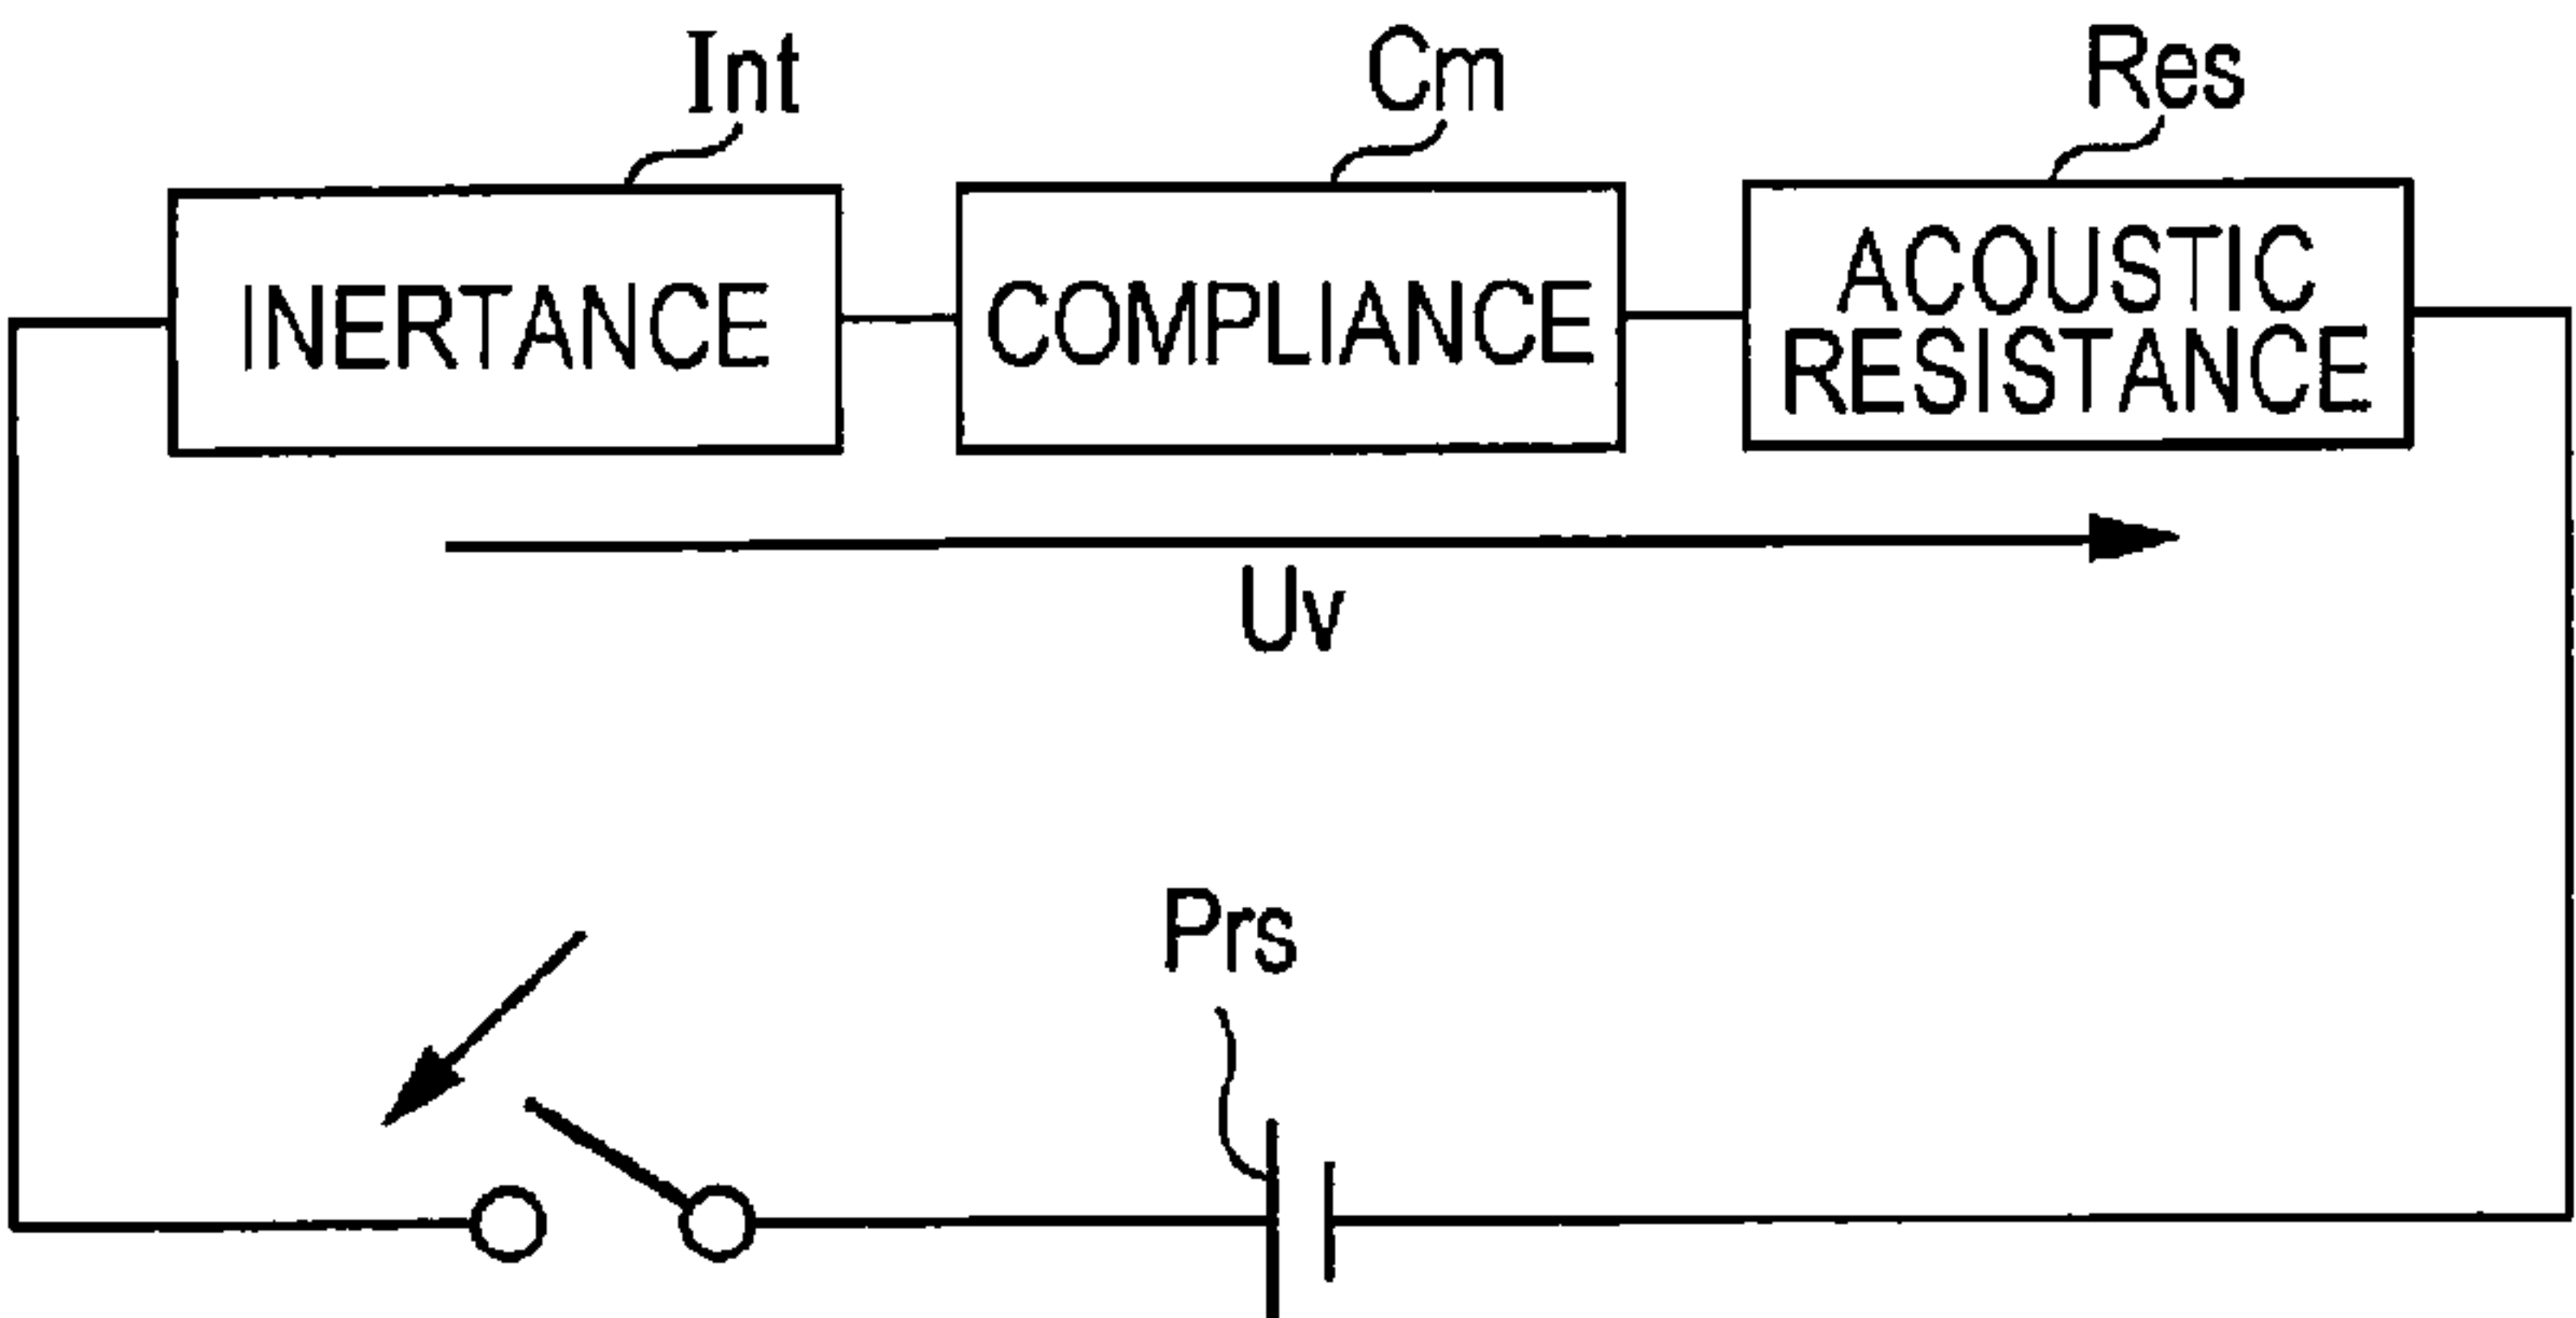 Int
Cm
Res
INERTANCE
COMPLIANCE
ACOUSTIC
RESISTANCE
Uv
Prs